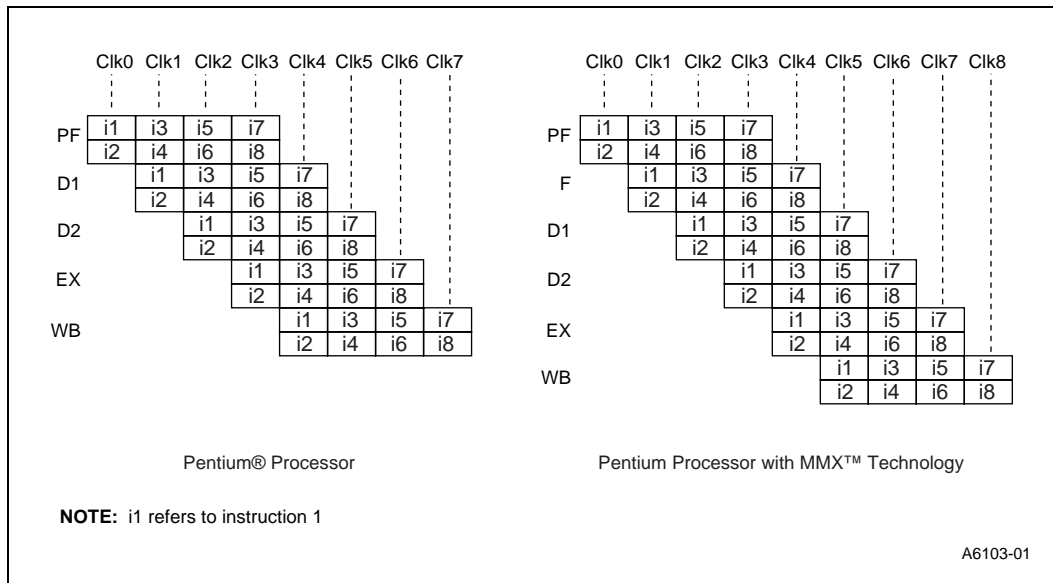 Clk0 Clk1 Clk2 Clk3 Clk4 Clk5 Clk6 Clk7
PF i1 i3 i5 i7
i2 i4 i6 i8
D1 i1 i3 i5 i7
i2 i4 i6 i8
D2 i1 i3 i5 i7
i2 i4 i6 i8
EX i1 i3 i5 i7
i2 i4 i6 i8
WB i1 i3 i5 i7
i2 i4 i6 i8
Pentium® Processor
Clk0 Clk1 Clk2 Clk3 Clk4 Clk5 Clk6 Clk7 Clk8
PF i1 i3 i5 i7
i2 i4 i6 i8
F i1 i3 i5 i7
i2 i4 i6 i8
D1 i1 i3 i5 i7
i2 i4 i6 i8
D2 i1 i3 i5 i7
i2 i4 i6 i8
EX i1 i3 i5 i7
i2 i4 i6 i8
WB i1 i3 i5 i7
i2 i4 i6 i8
Pentium Processor with MMX™ Technology
NOTE: i1 refers to instruction 1
A6103-01